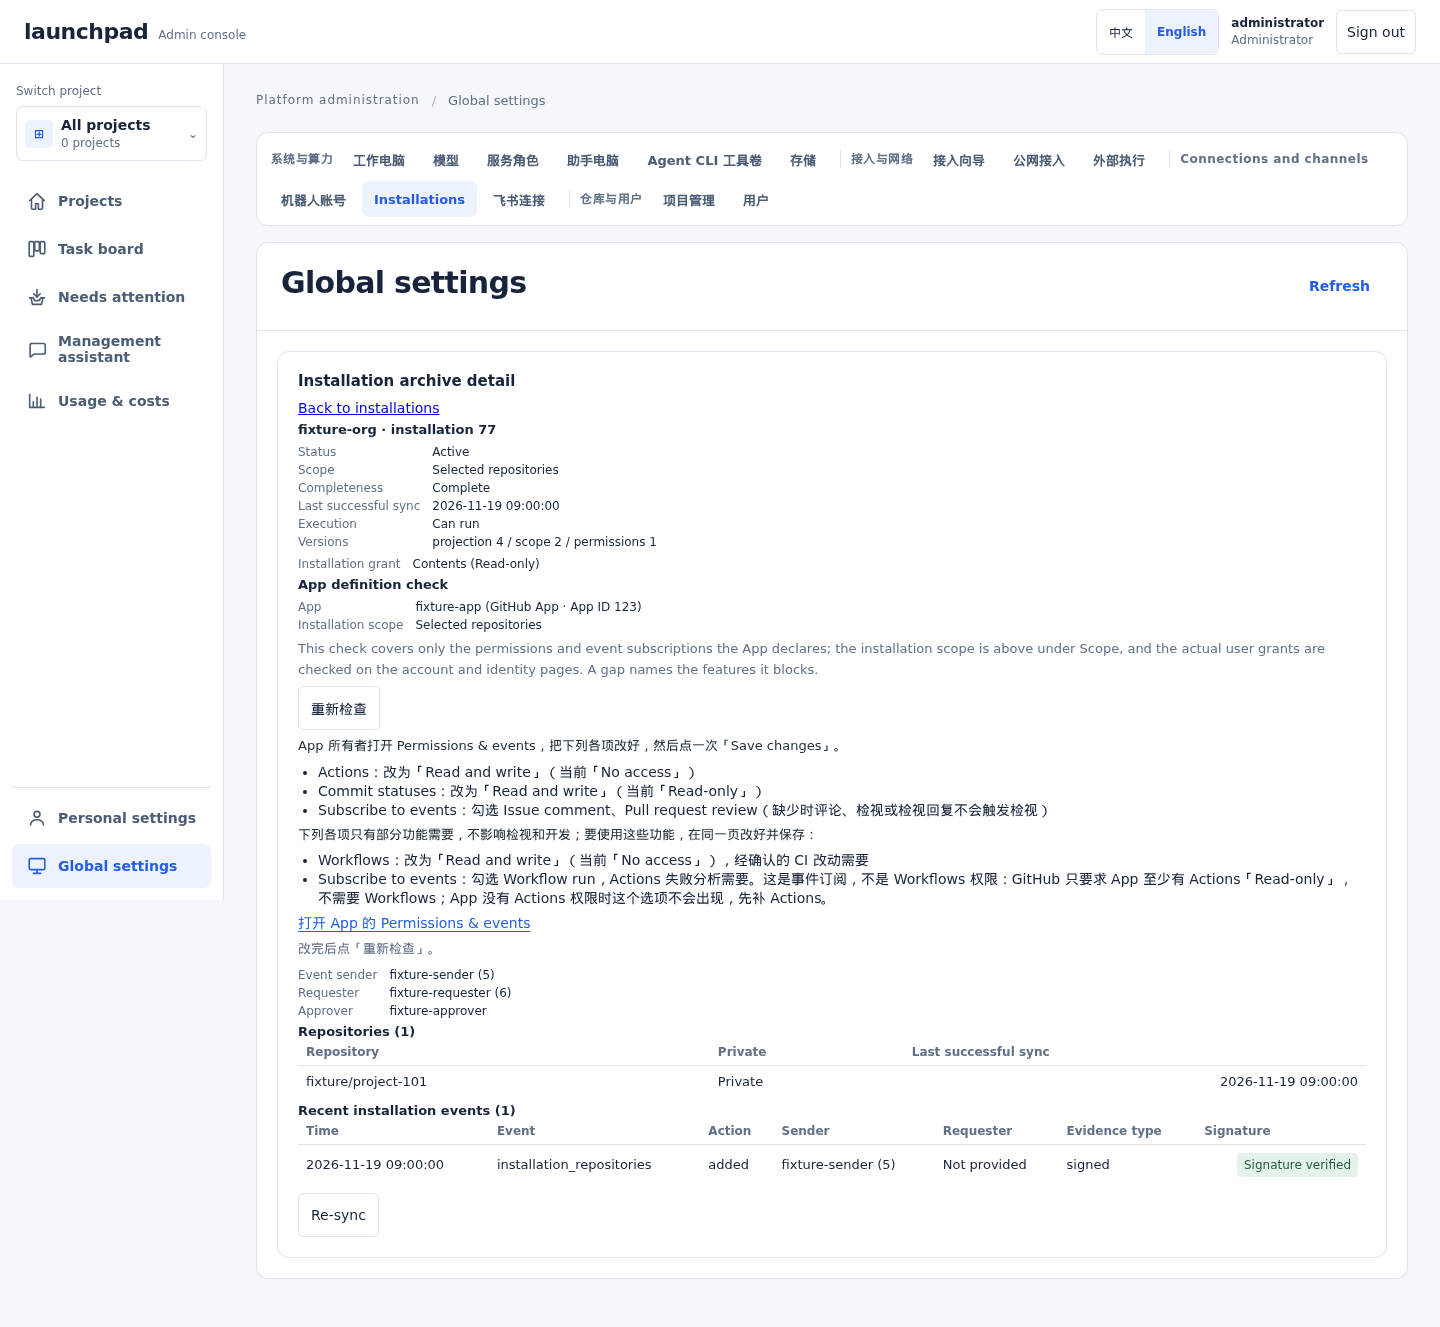 launchpad Admin console
中文 English
administrator
Administrator
Sign out
Switch project
All projects
0 projects
Projects
Task board
Needs attention
Management
assistant
Usage & costs
Personal settings
Global settings
Platform administration / Global settings
系统与算力 工作电脑 模型 服务角色 助手电脑 Agent CLI 工具卷 存储 接入与网络 接入向导 公网接入 外部执行 Connections and channels
机器人账号 Installations 飞书连接 仓库与用户 项目管理 用户
Global settings
Refresh
Installation archive detail
Back to installations
fixture-org · installation 77
Status Active
Scope Selected repositories
Completeness Complete
Last successful sync 2026-11-19 09:00:00
Execution Can run
Versions projection 4 / scope 2 / permissions 1
Installation grant Contents (Read-only)
App definition check
App fixture-app (GitHub App · App ID 123)
Installation scope Selected repositories
This check covers only the permissions and event subscriptions the App declares; the installation scope is above under Scope, and the actual user grants are
checked on the account and identity pages. A gap names the features it blocks.
重新检查
App 所有者打开 Permissions & events，把下列各项改好，然后点一次「Save changes」。
• Actions：改为「Read and write」（当前「No access」）
• Commit statuses：改为「Read and write」（当前「Read-only」）
• Subscribe to events：勾选 Issue comment、Pull request review（缺少时评论、检视或检视回复不会触发检视）
下列各项只有部分功能需要，不影响检视和开发；要使用这些功能，在同一页改好并保存：
• Workflows：改为「Read and write」（当前「No access」），经确认的 CI 改动需要
• Subscribe to events：勾选 Workflow run，Actions 失败分析需要。这是事件订阅，不是 Workflows 权限：GitHub 只要求 App 至少有 Actions「Read-only」，
不需要 Workflows；App 没有 Actions 权限时这个选项不会出现，先补 Actions。
打开 App 的 Permissions & events
改完后点「重新检查」。
Event sender fixture-sender (5)
Requester fixture-requester (6)
Approver fixture-approver
Repositories (1)
Repository Private Last successful sync
fixture/project-101 Private 2026-11-19 09:00:00
Recent installation events (1)
Time Event Action Sender Requester Evidence type Signature
2026-11-19 09:00:00 installation_repositories added fixture-sender (5) Not provided signed Signature verified
Re-sync